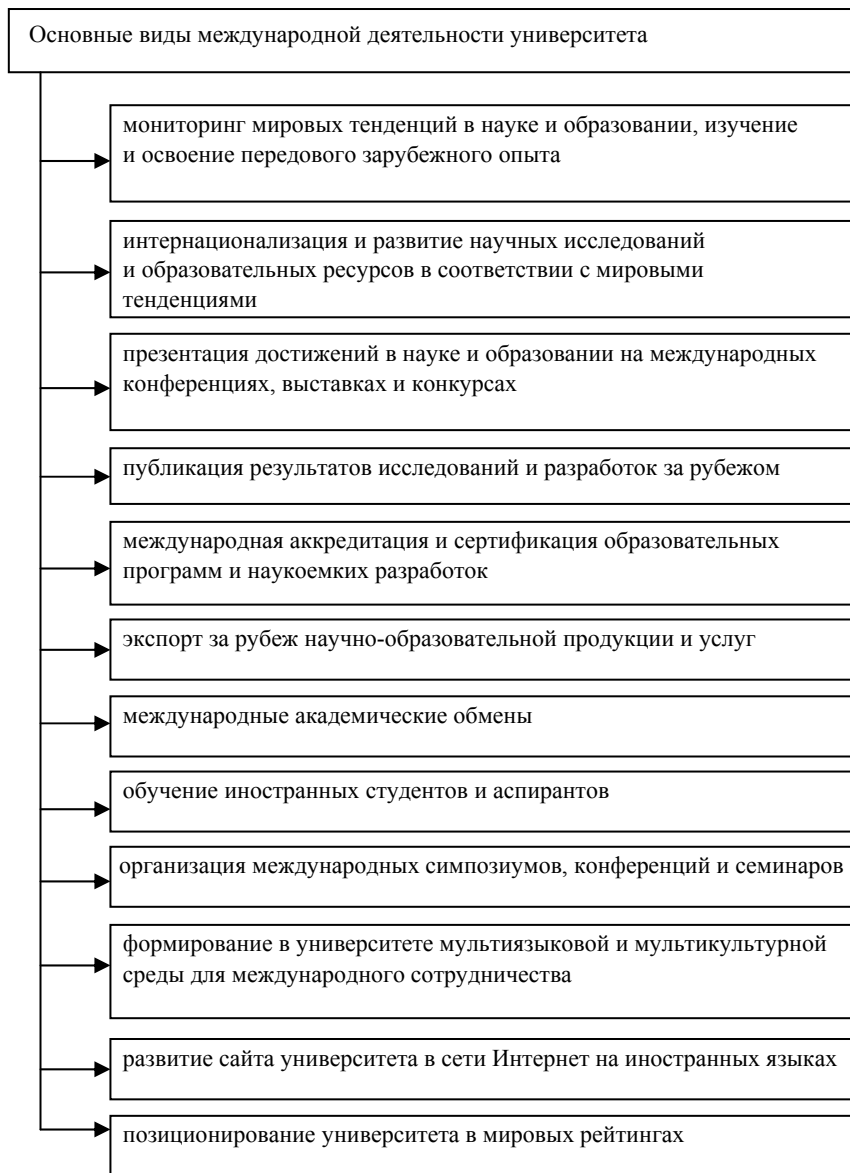 Основные виды международной деятельности университета
мониторинг мировых тенденций в науке и образовании, изучение
и освоение передового зарубежного опыта
интернационализация и развитие научных исследований
и образовательных ресурсов в соответствии с мировыми
тенденциями
презентация достижений в науке и образовании на международных
конференциях, выставках и конкурсах
публикация результатов исследований и разработок за рубежом
международная аккредитация и сертификация образовательных
программ и наукоемких разработок
экспорт за рубеж научно-образовательной продукции и услуг
международные академические обмены
обучение иностранных студентов и аспирантов
организация международных симпозиумов, конференций и семинаров
формирование в университете мультиязыковой и мультикультурной
среды для международного сотрудничества
развитие сайта университета в сети Интернет на иностранных языках
позиционирование университета в мировых рейтингах